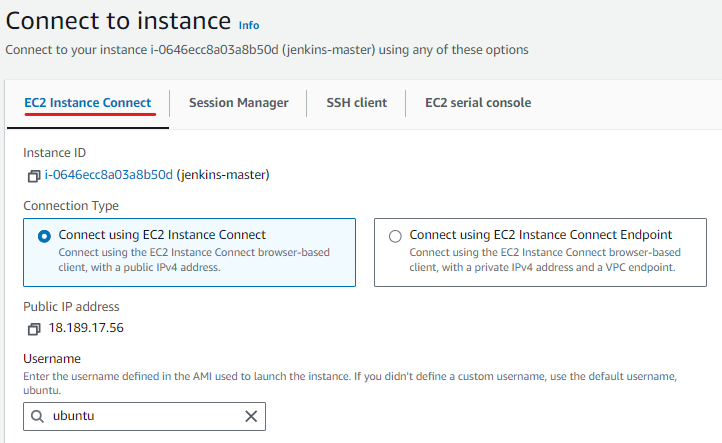 Connect to instance Info
Connect to your instance i-0646ecc8a03a8b50d (jenkins-master) using any of these options
EC2 Instance Connect
Session Manager
SSH client
EC2 serial console
Instance ID
i-0646ecc8a03a8b50d (jenkins-master)
Connection Type
Connect using EC2 Instance Connect
Connect using the EC2 Instance Connect browser-based
client, with a public IPv4 address.
Connect using EC2 Instance Connect Endpoint
Connect using the EC2 Instance Connect browser-based
client, with a private IPv4 address and a VPC endpoint.
Public IP address
18.189.17.56
Username
Enter the username defined in the AMI used to launch the instance. If you didn't define a custom username, use the default username,
ubuntu.
ubuntu